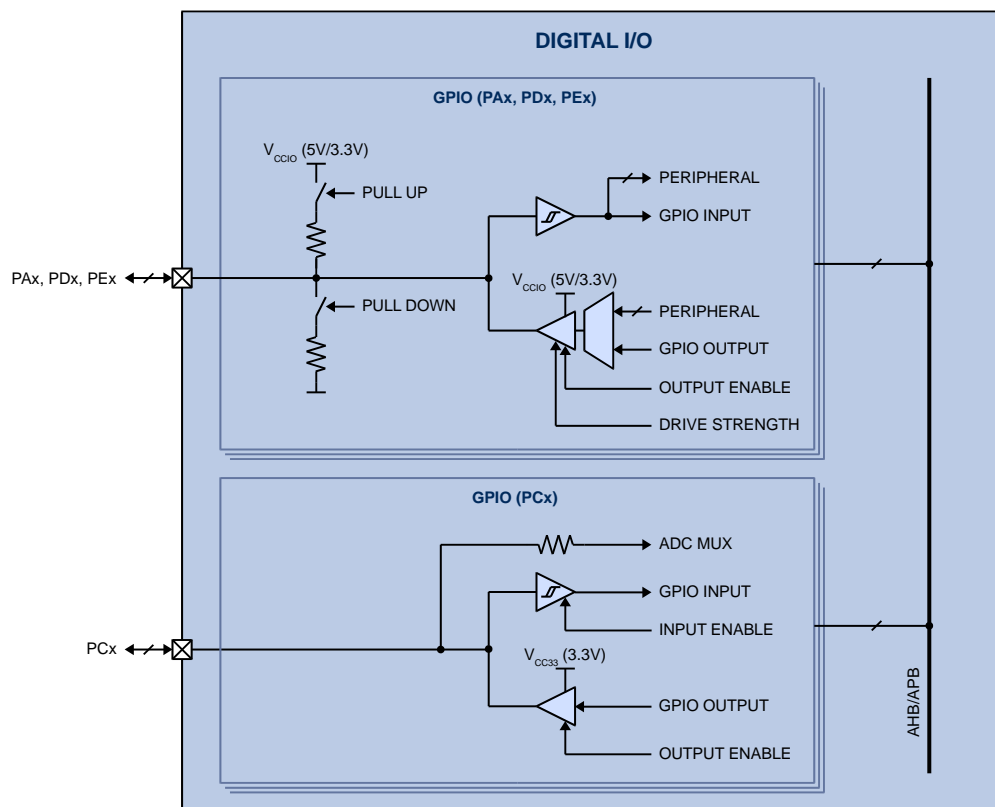 DIGITAL I/O
GPIO (PAx, PDx, PEx)
VCCIO (5V/3.3V)
PULL UP
PERIPHERAL
GPIO INPUT
PAx, PDx, PEx
VCCIO (5V/3.3V)
PULL DOWN
PERIPHERAL
GPIO OUTPUT
OUTPUT ENABLE
DRIVE STRENGTH
GPIO (PCx)
ADC MUX
GPIO INPUT
INPUT ENABLE
PCx
VCC33 (3.3V)
GPIO OUTPUT
OUTPUT ENABLE
AHB/APB